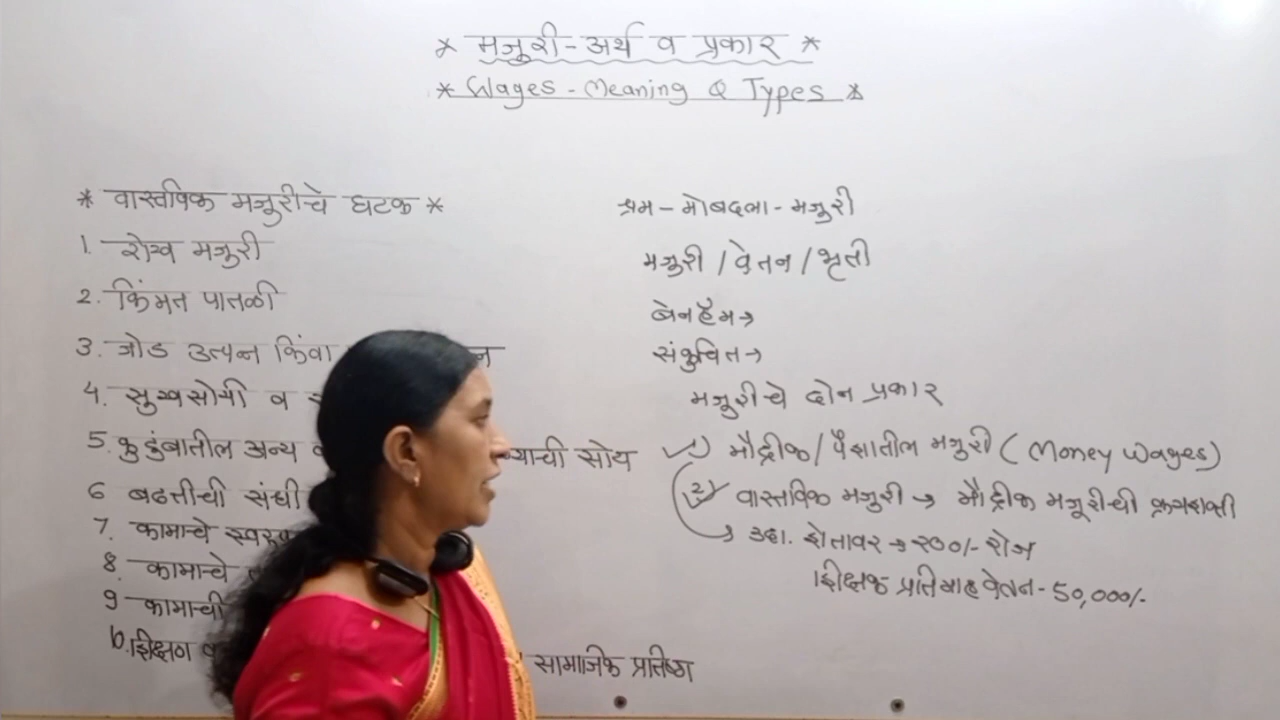 * मजुरी - अर्थ व प्रकार *
* Wages - Meaning & Types *
* वास्तविक मजुरीचे घटक *
1. रोख मजुरी
2. किंमत पातळी
3. जोड उत्पन्न किंवा
4. सुखसोयी व
5. कुटुंबातील अन्य
सोय
6 बढतीची संधी
7. कामाचे
8. कामाचे
9 कामाची
10. शिक्षण
सामाजिक प्रतिष्ठा
श्रम - मोबदला - मजुरी
मजुरी / वेतन / भृती
बेनहॅम →
संकुचित →
मजुरीचे दोन प्रकार
1) मौद्रीक / पैशातील मजुरी ( Money Wages )
2) वास्तविक मजुरी → मौद्रीक मजूरीची क्रयशक्ती
→ उदा. शेतावर → २००/- रोज
शिक्षक प्रतिमाह वेतन - 50,000/-